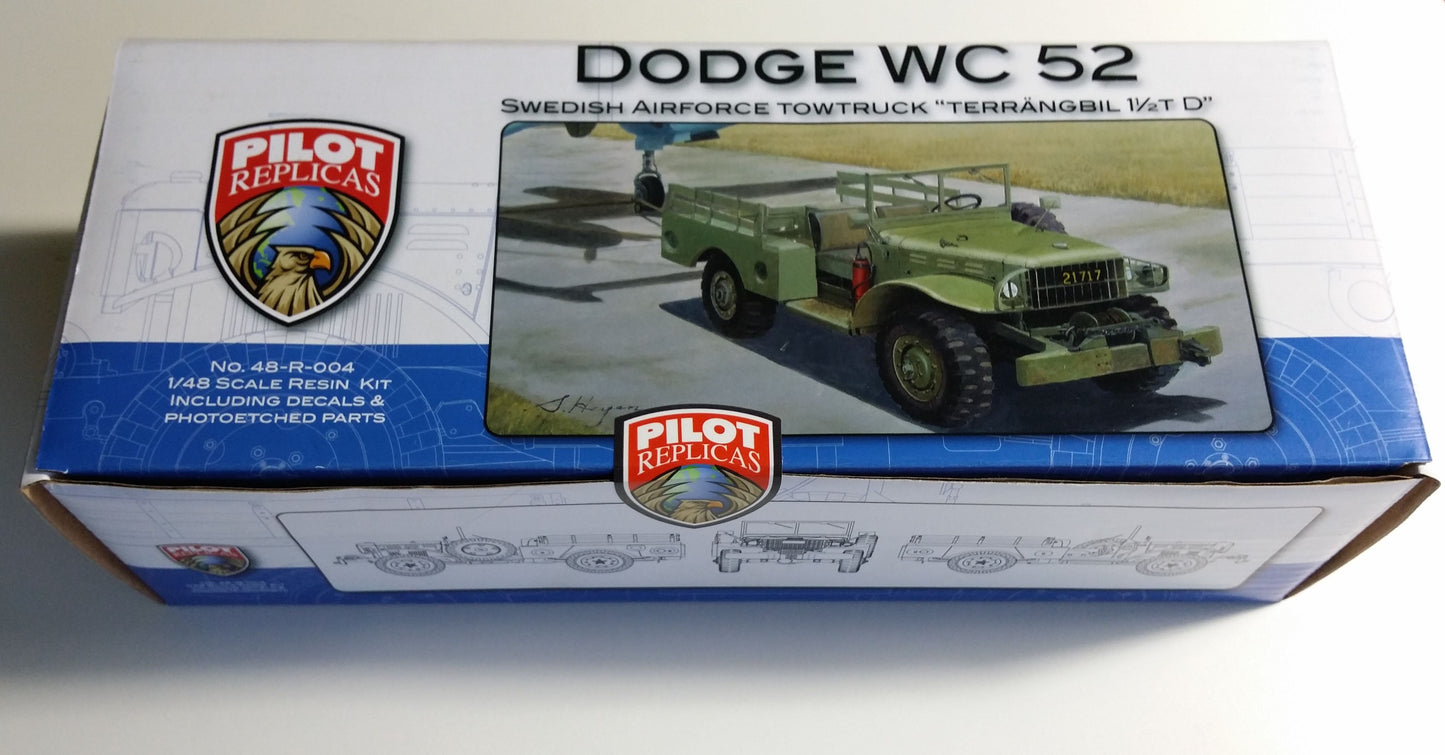 DODGE WC 52
SWEDISH AIRFORCE TOWTRUCK "TERRÄNGBIL 1½T D"
PILOT
REPLICAS
21717
No. 48-R-004
1/48 SCALE RESIN KIT
INCLUDING DECALS &
PHOTOETCHED PARTS
PILOT
REPLICAS
PILOT